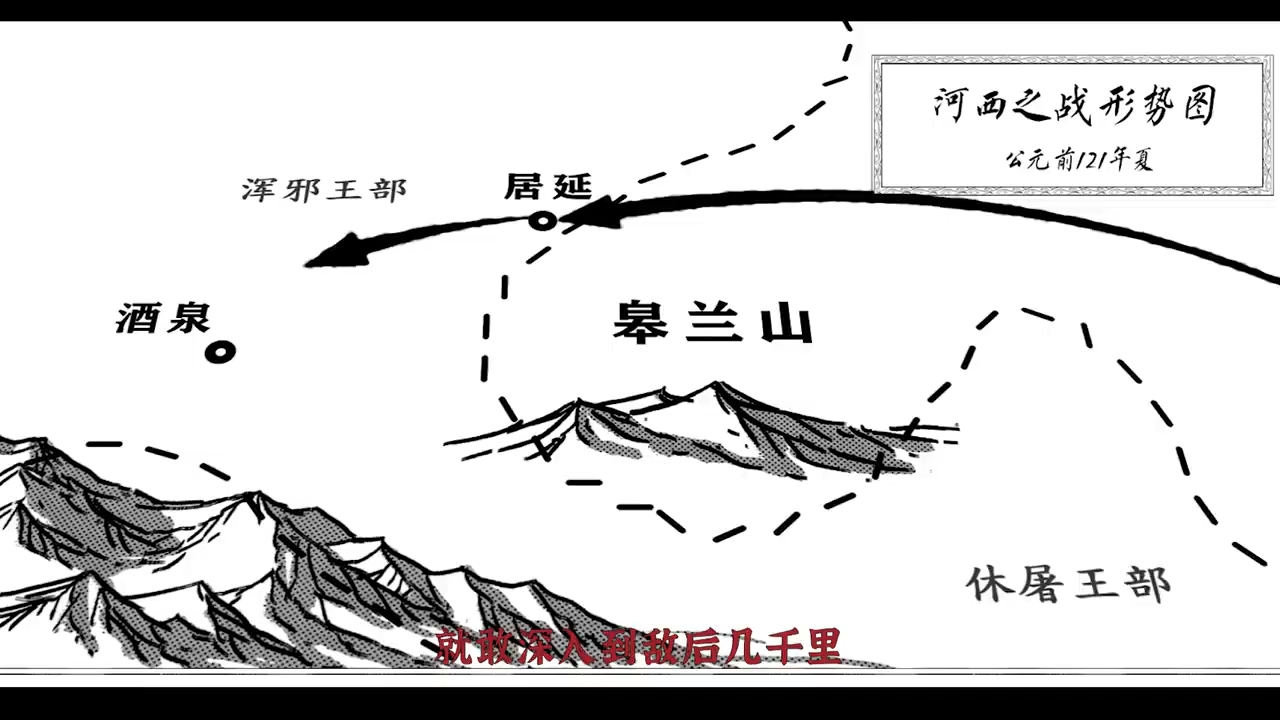 河西之战形势图
公元前121年夏
浑邪王部
居延
酒泉
皋兰山
休屠王部
就敢深入到敌后几千里